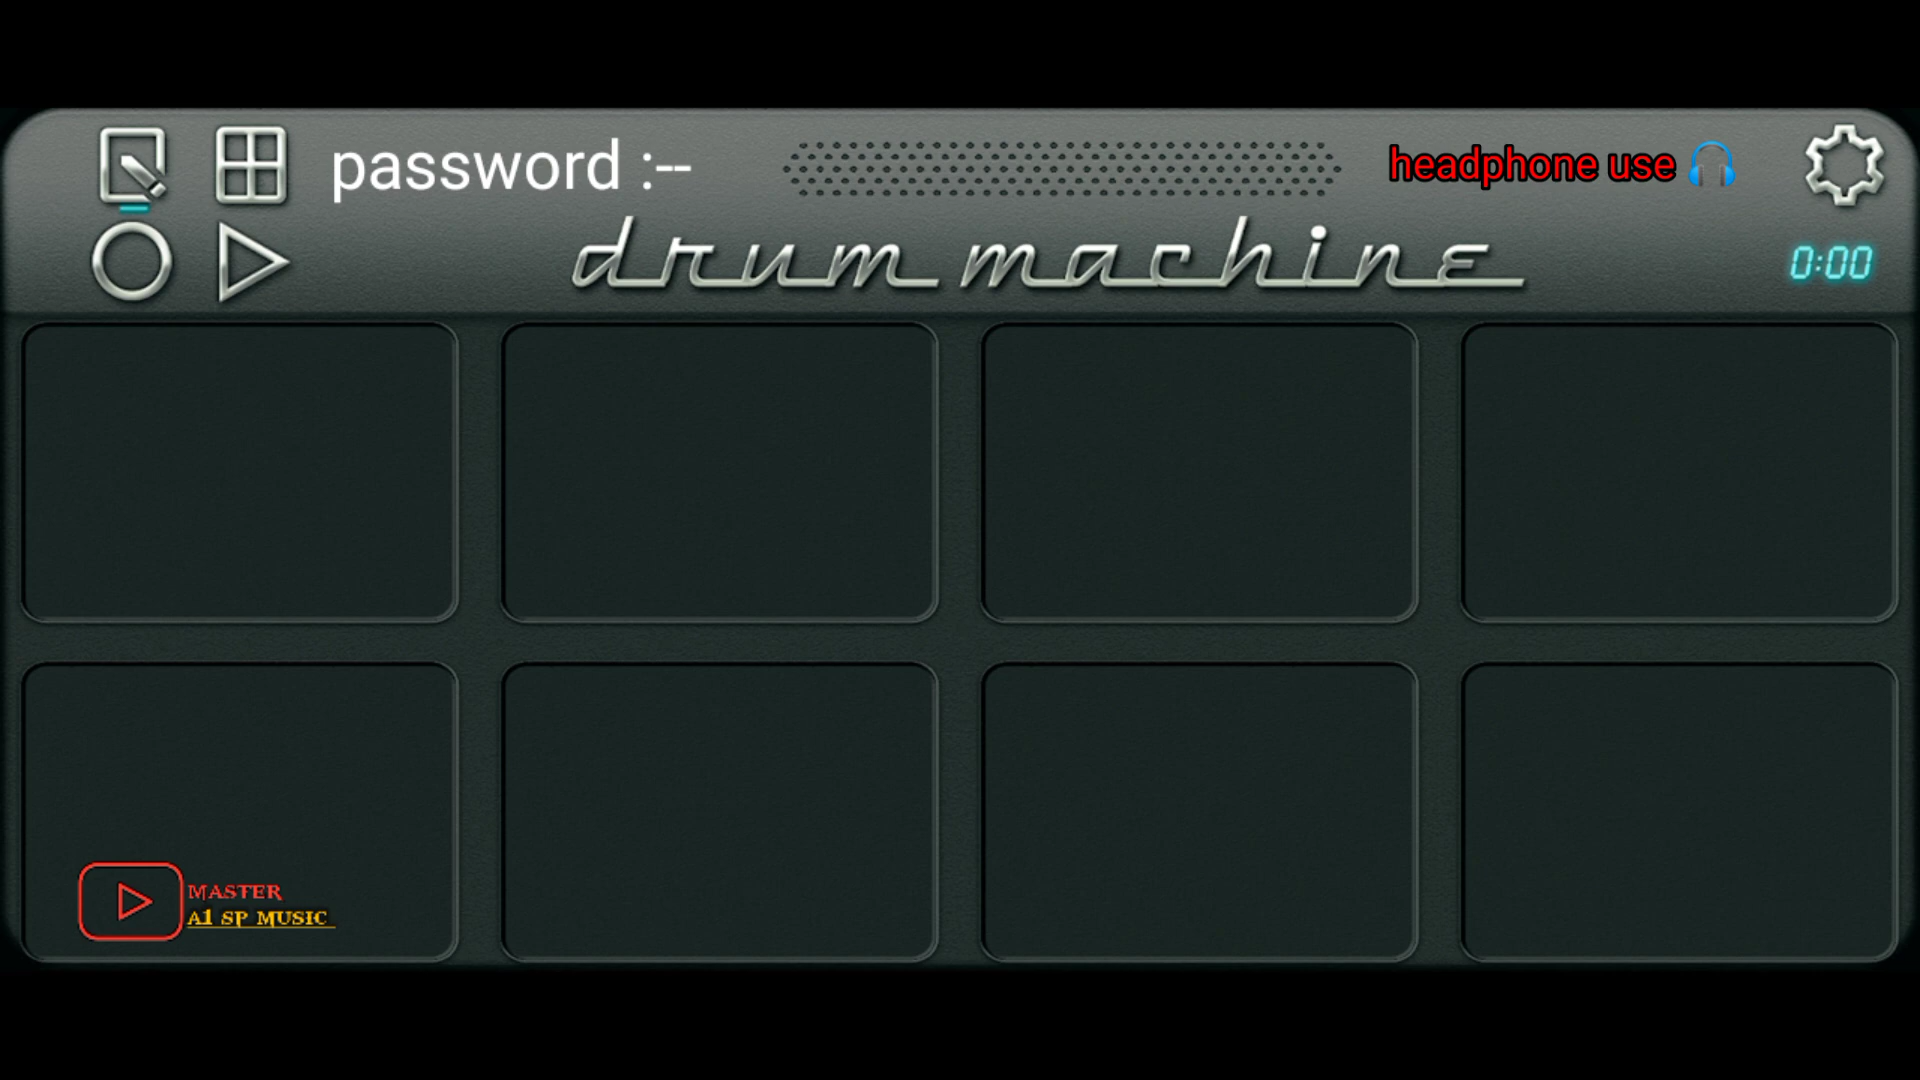 password :--
headphone use 🎧
drum machine
0:00
MASTER
A1 SP MUSIC